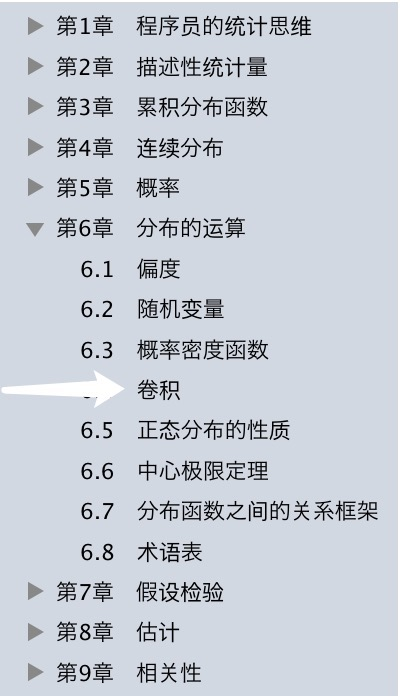 第1章 程序员的统计思维
第2章 描述性统计量
第3章 累积分布函数
第4章 连续分布
第5章 概率
第6章 分布的运算
6.1 偏度
6.2 随机变量
6.3 概率密度函数
卷积
6.5 正态分布的性质
6.6 中心极限定理
6.7 分布函数之间的关系框架
6.8 术语表
第7章 假设检验
第8章 估计
第9章 相关性